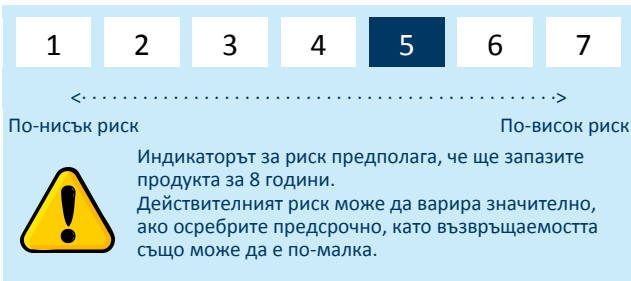 1 2 3 4 5 6 7
По-нисък риск По-висок риск
Индикаторът за риск предполага, че ще запазите
продукта за 8 години.
Действителният риск може да варира значително,
ако осребрите предсрочно, като възвръщаемостта
също може да е по-малка.